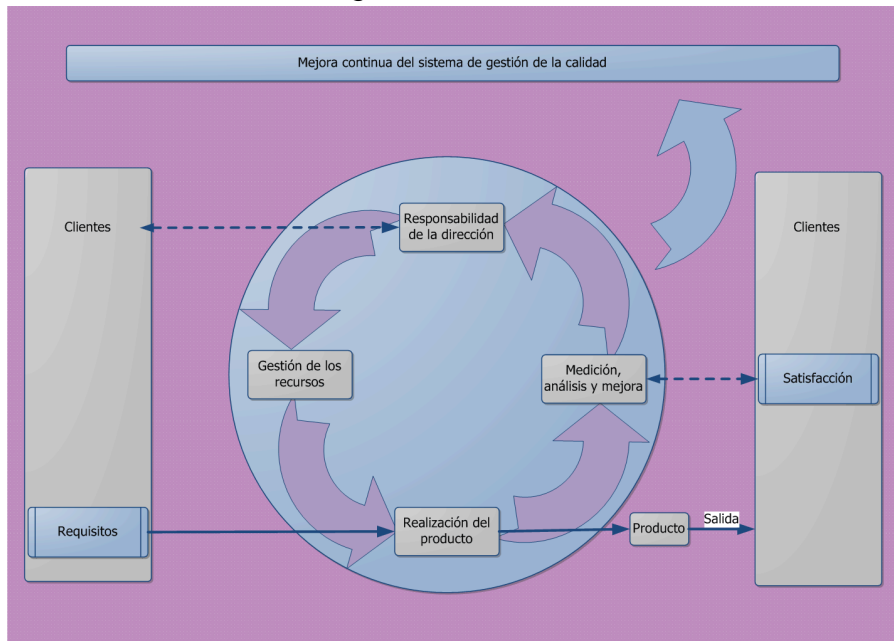 Mejora continua del sistema de gestión de la calidad
Clientes
Responsabilidad
de la dirección
Clientes
Gestión de los
recursos
Medición,
análisis y mejora
Satisfacción
Requisitos
Realización del
producto
Producto
Salida